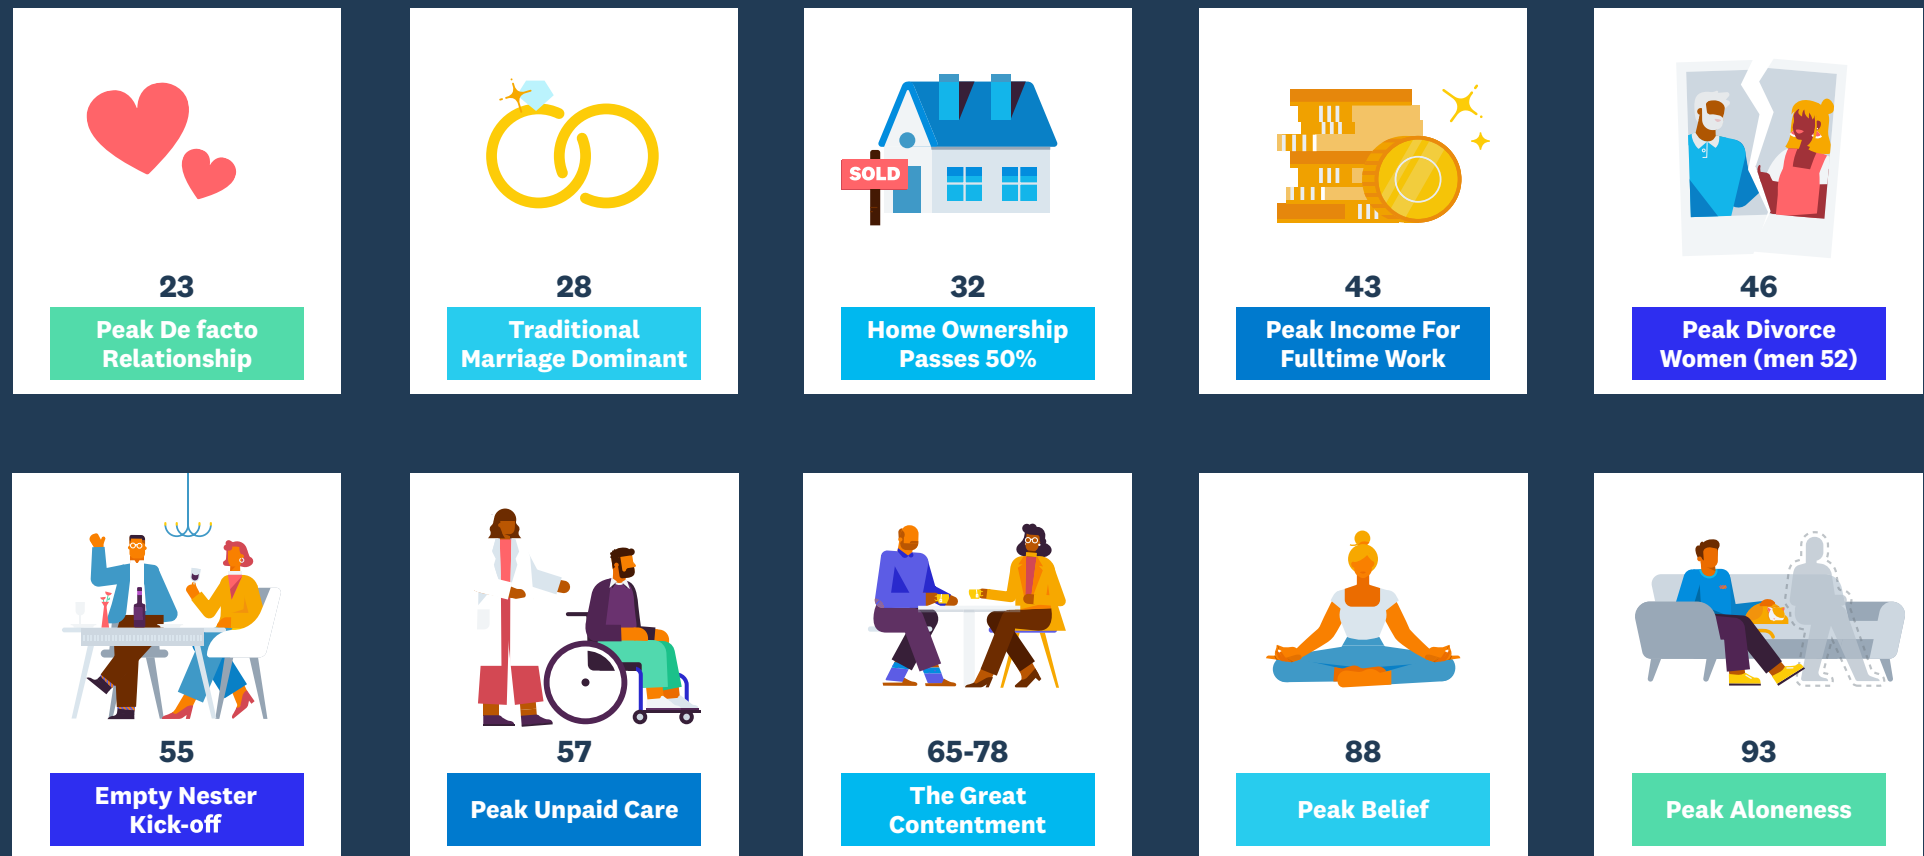 23
Peak De facto
Relationship
28
Traditional
Marriage Dominant
SOLD
32
Home Ownership
Passes 50%
43
Peak Income For
Fulltime Work
46
Peak Divorce
Women (men 52)
55
Empty Nester
Kick-off
57
Peak Unpaid Care
65-78
The Great
Contentment
88
Peak Belief
93
Peak Aloneness